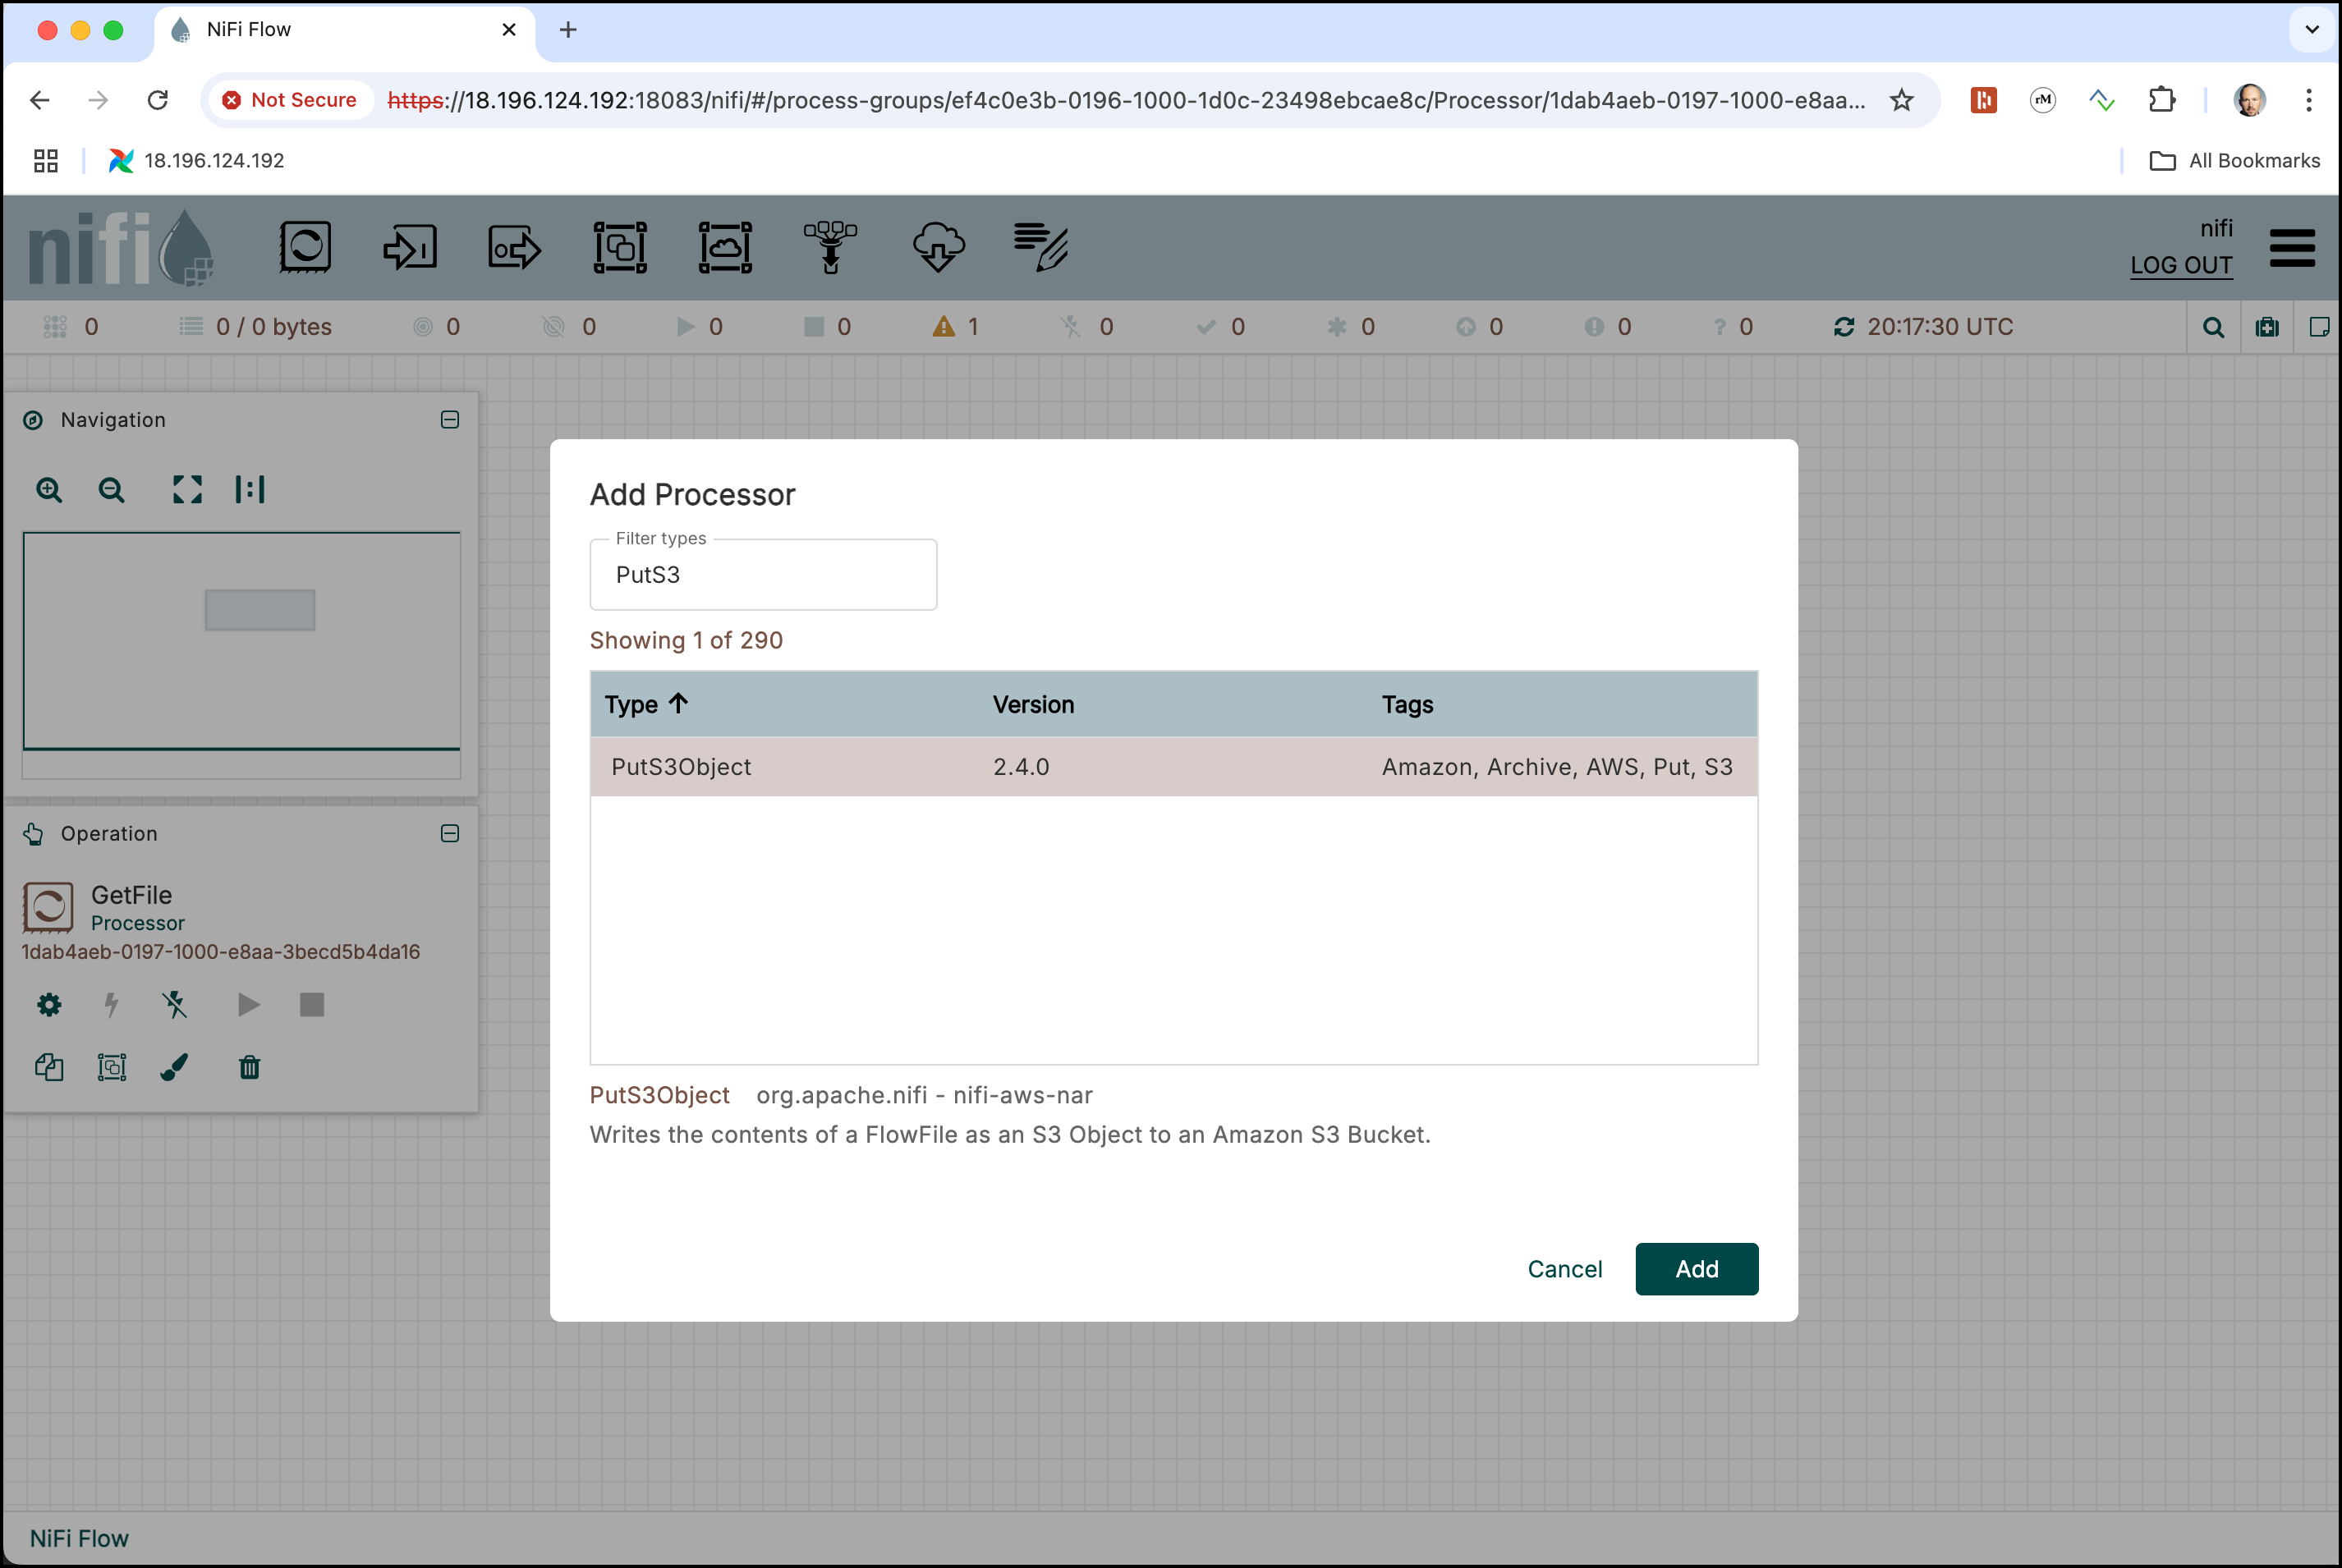 NiFi Flow
Not Secure https://18.196.124.192:18083/nifi/#/process-groups/ef4c0e3b-0196-1000-1d0c-23498ebcae8c/Processor/1dab4aeb-0197-1000-e8aa...
rM
18.196.124.192
All Bookmarks
nifi
nifi
LOG OUT
0 0 / 0 bytes 0 0 0 0 1 0 0 0 0 0 ? 0 20:17:30 UTC
Navigation
Add Processor
Filter types
PutS3
Showing 1 of 290
Type Version Tags
PutS3Object 2.4.0 Amazon, Archive, AWS, Put, S3
Operation
GetFile
Processor
1dab4aeb-0197-1000-e8aa-3becd5b4da16
PutS3Object org.apache.nifi - nifi-aws-nar
Writes the contents of a FlowFile as an S3 Object to an Amazon S3 Bucket.
Cancel Add
NiFi Flow